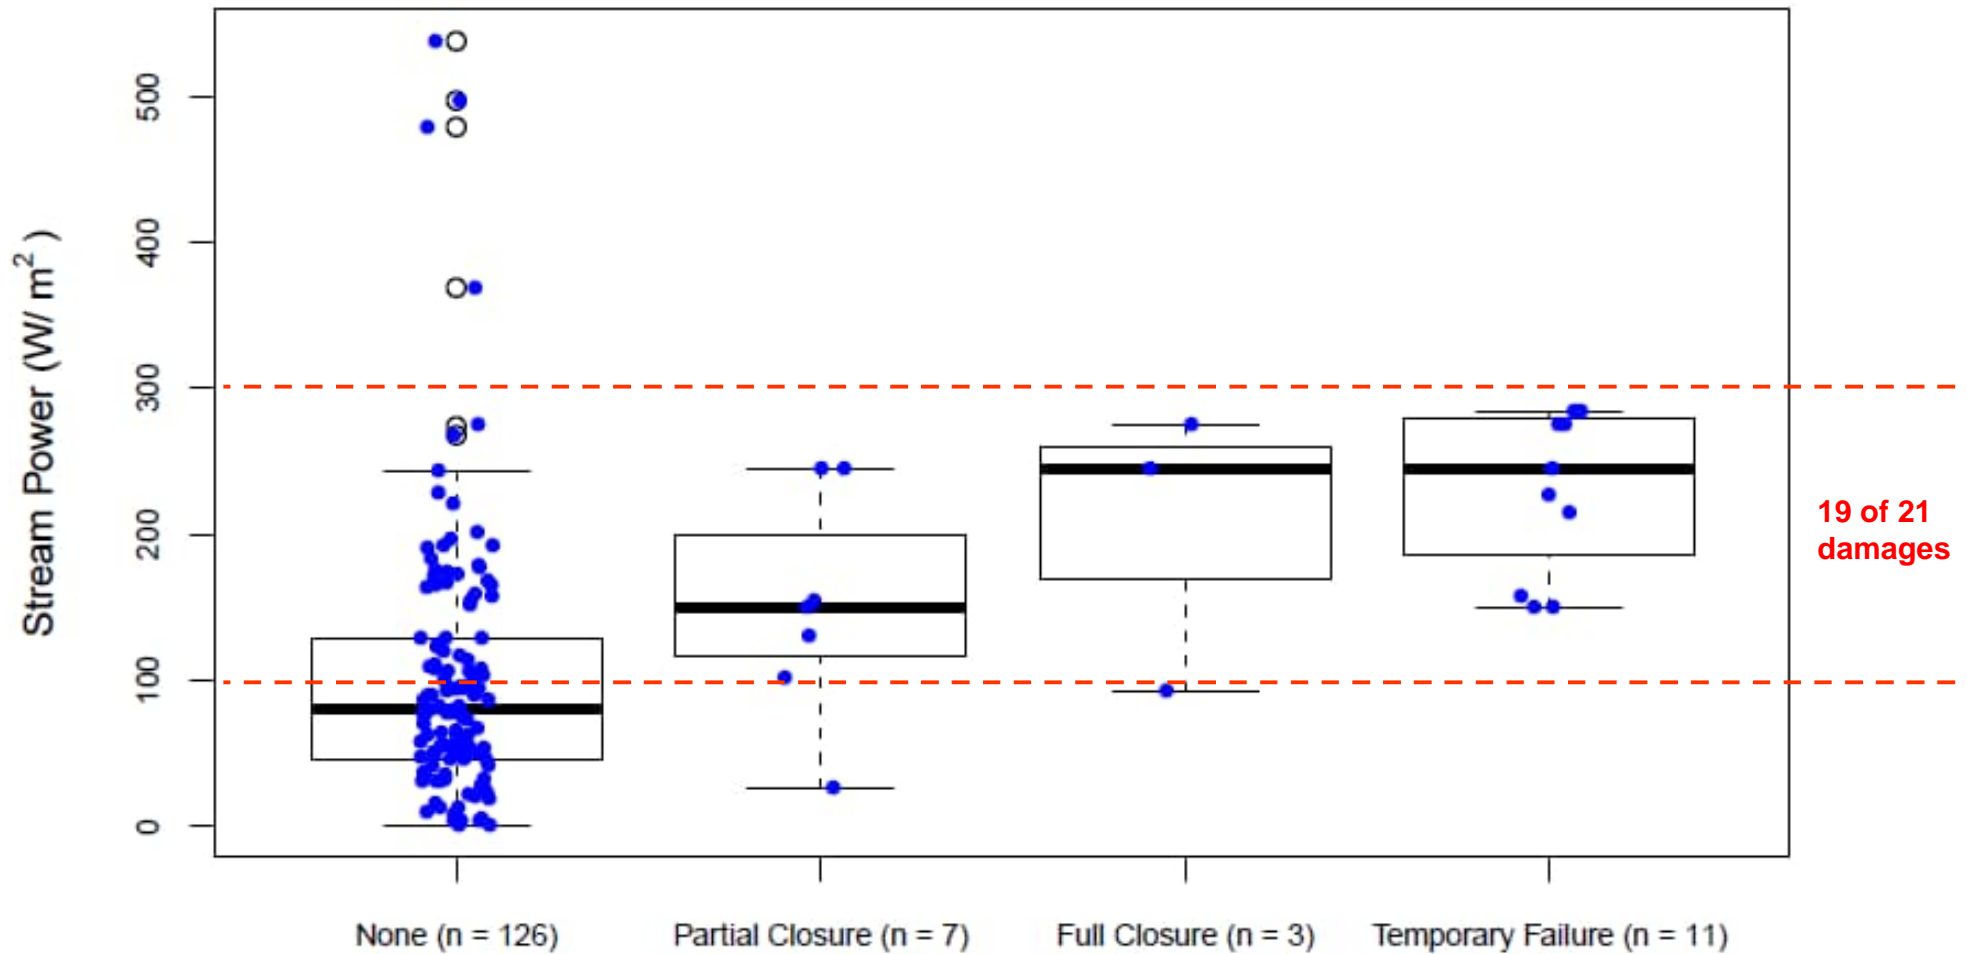 500
400
300
200
100
0
Stream Power (W/ m2 )
19 of 21
damages
None (n = 126)
Partial Closure (n = 7)
Full Closure (n = 3)
Temporary Failure (n = 11)